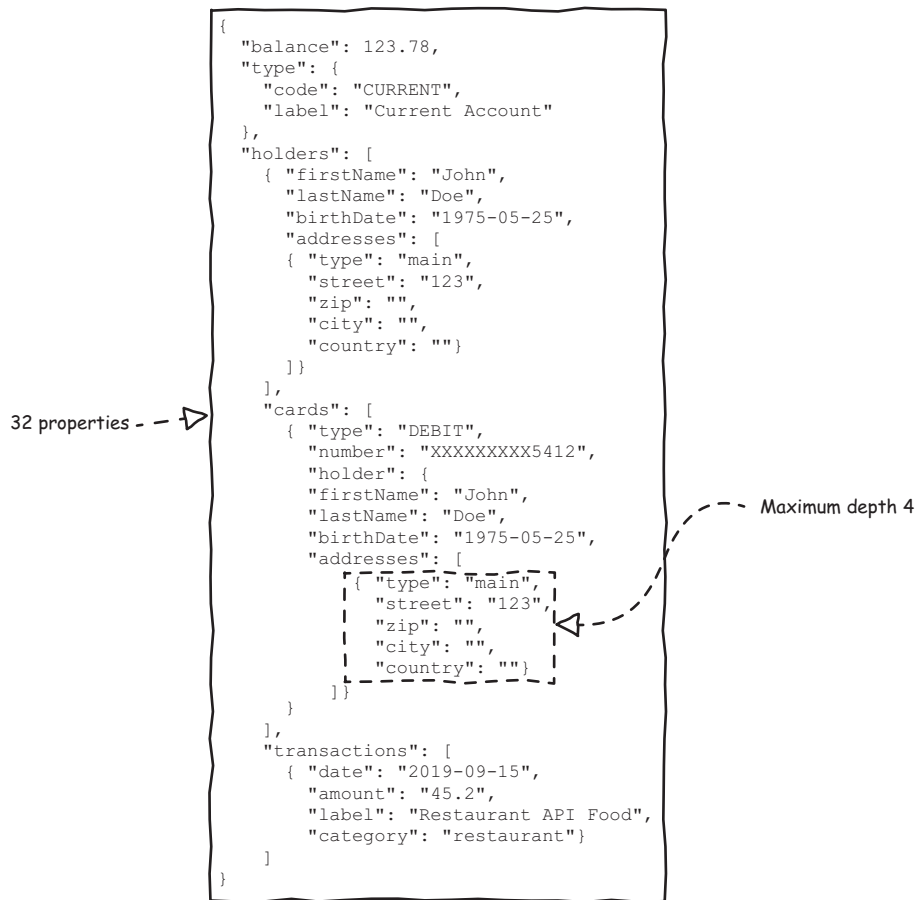 {
"balance": 123.78,
"type": {
"code": "CURRENT",
"label": "Current Account"
},
"holders": [
{ "firstName": "John",
"lastName": "Doe",
"birthDate": "1975-05-25",
"addresses": [
{ "type": "main",
"street": "123",
"zip": "",
"city": "",
"country": ""}
]}
],
32 properties
"cards": [
{ "type": "DEBIT",
"number": "XXXXXXXXX5412",
"holder": {
"firstName": "John",
"lastName": "Doe",
"birthDate": "1975-05-25",
"addresses": [
Maximum depth 4
{ "type": "main",
"street": "123",
"zip": "",
"city": "",
"country": ""}
]}
}
],
"transactions": [
{ "date": "2019-09-15",
"amount": "45.2",
"label": "Restaurant API Food",
"category": "restaurant"}
]
}